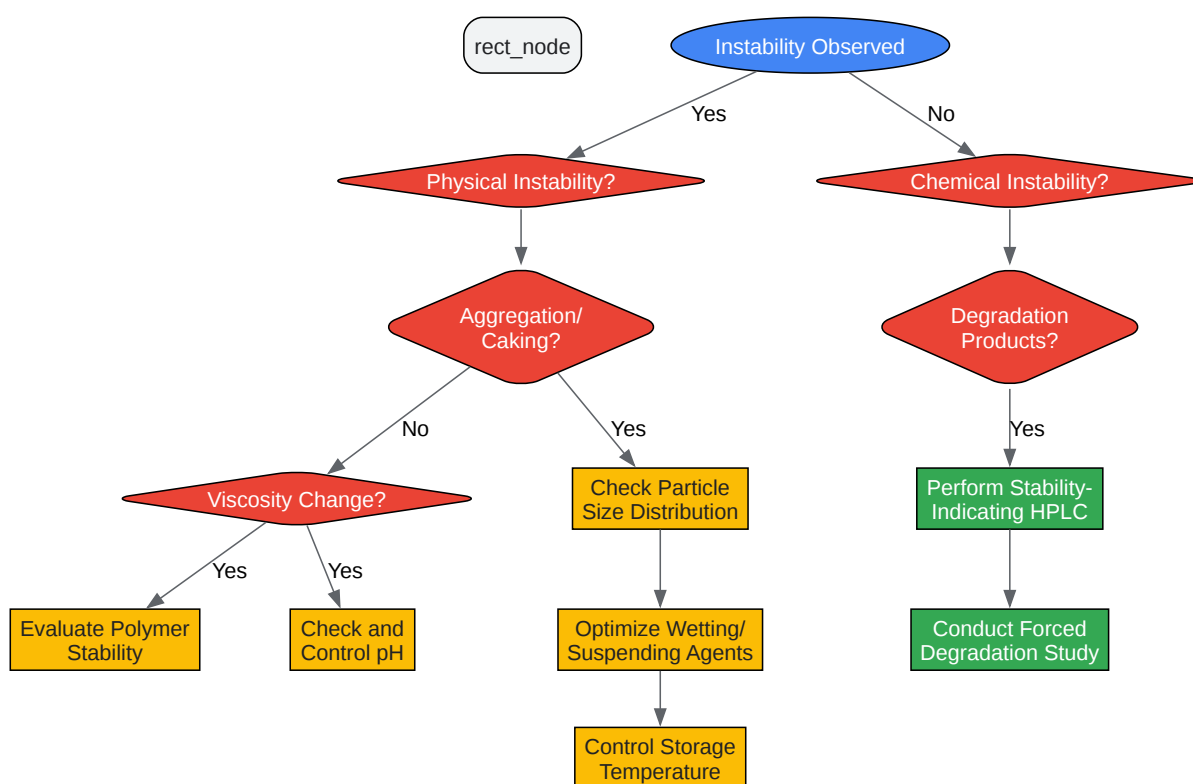 rect_node
Instability Observed
Yes
No
Physical Instability?
Chemical Instability?
Aggregation/
Caking?
Degradation
Products?
No
Yes
Yes
Viscosity Change?
Check Particle
Size Distribution
Perform Stability-
Indicating HPLC
Yes
Yes
Evaluate Polymer
Stability
Check and
Control pH
Optimize Wetting/
Suspending Agents
Conduct Forced
Degradation Study
Control Storage
Temperature